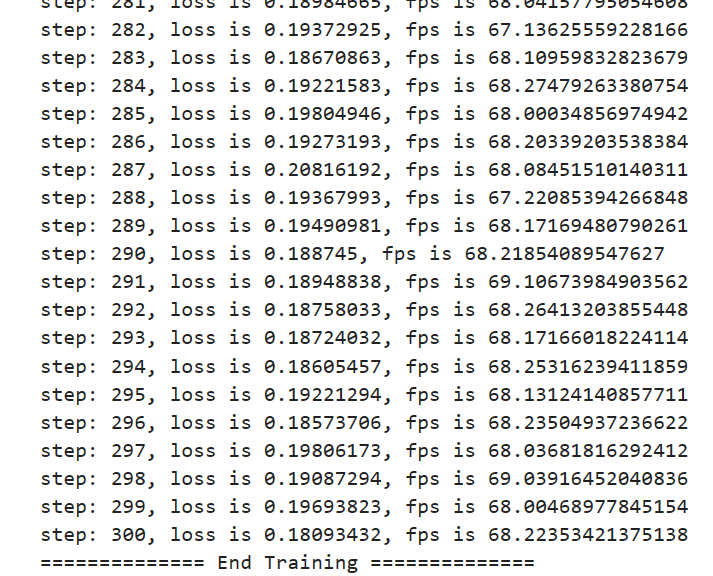 step: 281, loss is 0.18984665, fps is 68.04157795054608
step: 282, loss is 0.19372925, fps is 67.13625559228166
step: 283, loss is 0.18670863, fps is 68.10959832823679
step: 284, loss is 0.19221583, fps is 68.27479263380754
step: 285, loss is 0.19804946, fps is 68.00034856974942
step: 286, loss is 0.19273193, fps is 68.20339203538384
step: 287, loss is 0.20816192, fps is 68.08451510140311
step: 288, loss is 0.19367993, fps is 67.22085394266848
step: 289, loss is 0.19490981, fps is 68.17169480790261
step: 290, loss is 0.188745, fps is 68.21854089547627
step: 291, loss is 0.18948838, fps is 69.10673984903562
step: 292, loss is 0.18758033, fps is 68.26413203855448
step: 293, loss is 0.18724032, fps is 68.17166018224114
step: 294, loss is 0.18605457, fps is 68.25316239411859
step: 295, loss is 0.19221294, fps is 68.13124140857711
step: 296, loss is 0.18573706, fps is 68.23504937236622
step: 297, loss is 0.19806173, fps is 68.03681816292412
step: 298, loss is 0.19087294, fps is 69.03916452040836
step: 299, loss is 0.19693823, fps is 68.00468977845154
step: 300, loss is 0.18093432, fps is 68.22353421375138
============== End Training ==============